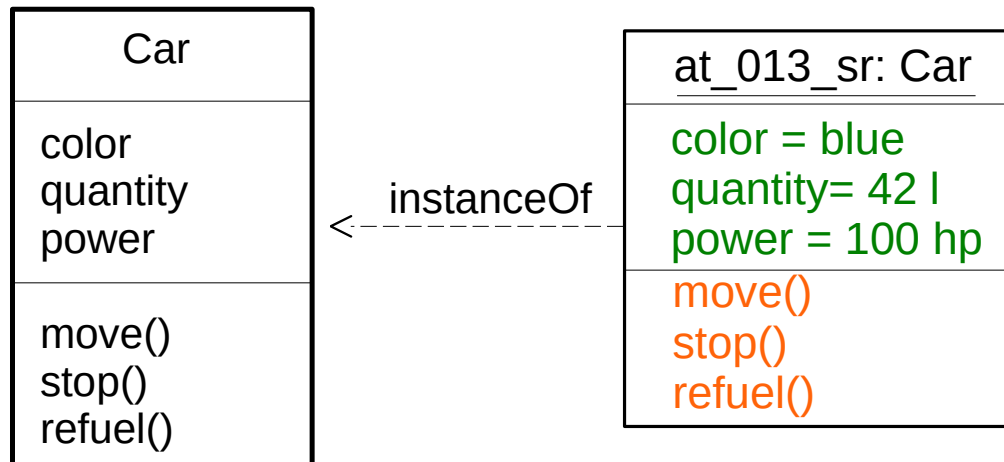 Car
color
quantity
power
move()
stop()
refuel()
instanceOf
at_013_sr: Car
color = blue
quantity= 42 l
power = 100 hp
move()
stop()
refuel()